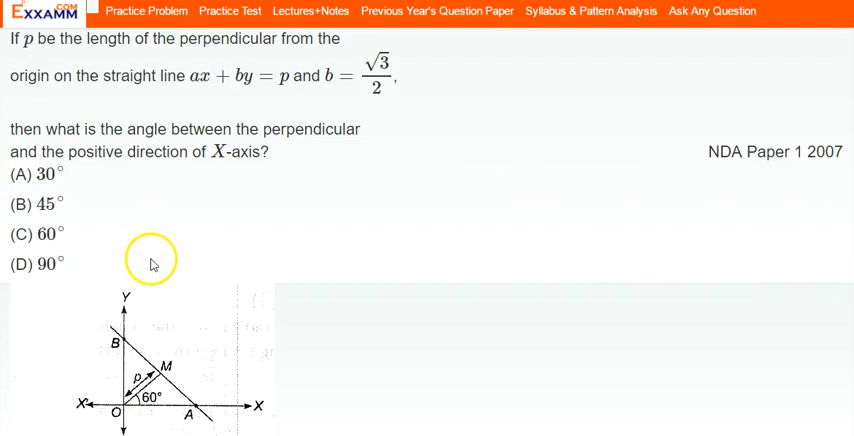 EXXAMM .COM Practice Problem Practice Test Lectures+Notes Previous Year's Question Paper Syllabus & Pattern Analysis Ask Any Question
If p be the length of the perpendicular from the
origin on the straight line ax + by = p and b = √3/2,
then what is the angle between the perpendicular
and the positive direction of X-axis? NDA Paper 1 2007
(A) 30°
(B) 45°
(C) 60°
(D) 90°
Y
B
M
p
60°
X' O A X